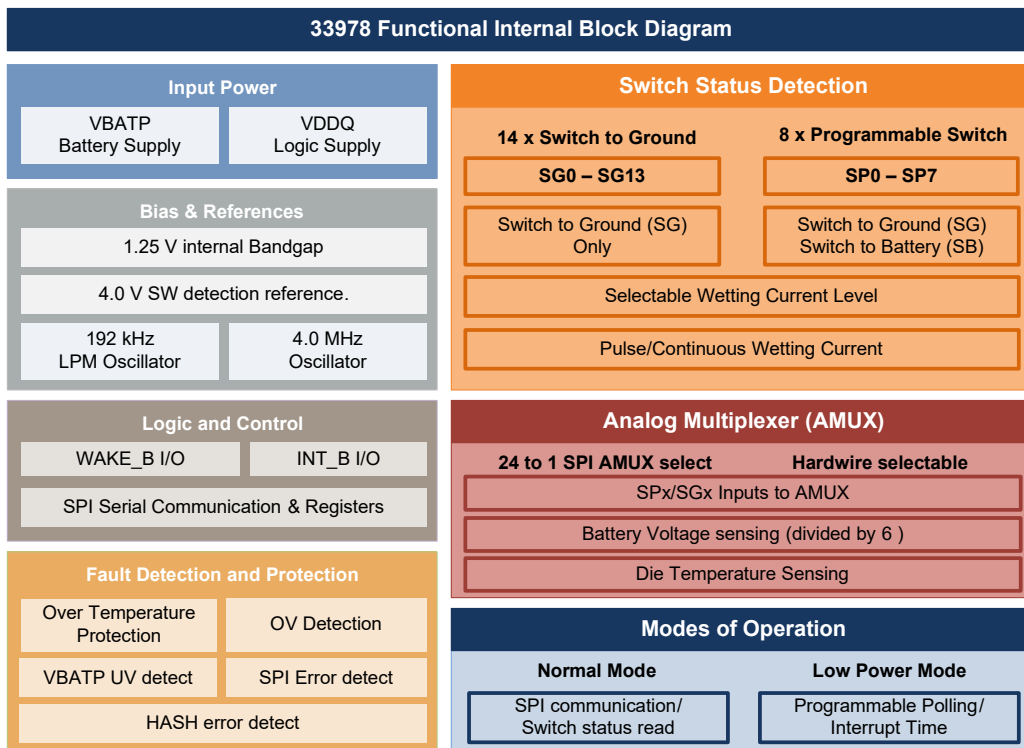 33978 Functional Internal Block Diagram
Input Power
VBATP
Battery Supply
VDDQ
Logic Supply
Bias & References
1.25 V internal Bandgap
4.0 V SW detection reference.
192 kHz
LPM Oscillator
4.0 MHz
Oscillator
Logic and Control
WAKE_B I/O
INT_B I/O
SPI Serial Communication & Registers
Fault Detection and Protection
Over Temperature
Protection
OV Detection
VBATP UV detect
SPI Error detect
HASH error detect
Switch Status Detection
14 x Switch to Ground
8 x Programmable Switch
SG0 – SG13
SP0 – SP7
Switch to Ground (SG)
Only
Switch to Ground (SG)
Switch to Battery (SB)
Selectable Wetting Current Level
Pulse/Continuous Wetting Current
Analog Multiplexer (AMUX)
24 to 1 SPI AMUX select
Hardwire selectable
SPx/SGx Inputs to AMUX
Battery Voltage sensing (divided by 6 )
Die Temperature Sensing
Modes of Operation
Normal Mode
Low Power Mode
SPI communication/
Switch status read
Programmable Polling/
Interrupt Time